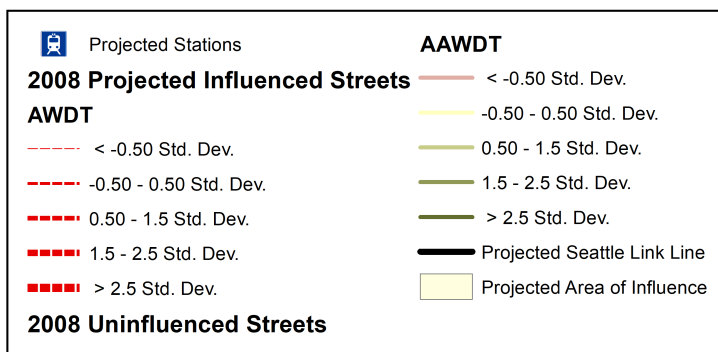 Projected Stations
2008 Projected Influenced Streets
AWDT
< -0.50 Std. Dev.
-0.50 - 0.50 Std. Dev.
0.50 - 1.5 Std. Dev.
1.5 - 2.5 Std. Dev.
> 2.5 Std. Dev.
2008 Uninfluenced Streets
AAWDT
< -0.50 Std. Dev.
-0.50 - 0.50 Std. Dev.
0.50 - 1.5 Std. Dev.
1.5 - 2.5 Std. Dev.
> 2.5 Std. Dev.
Projected Seattle Link Line
Projected Area of Influence